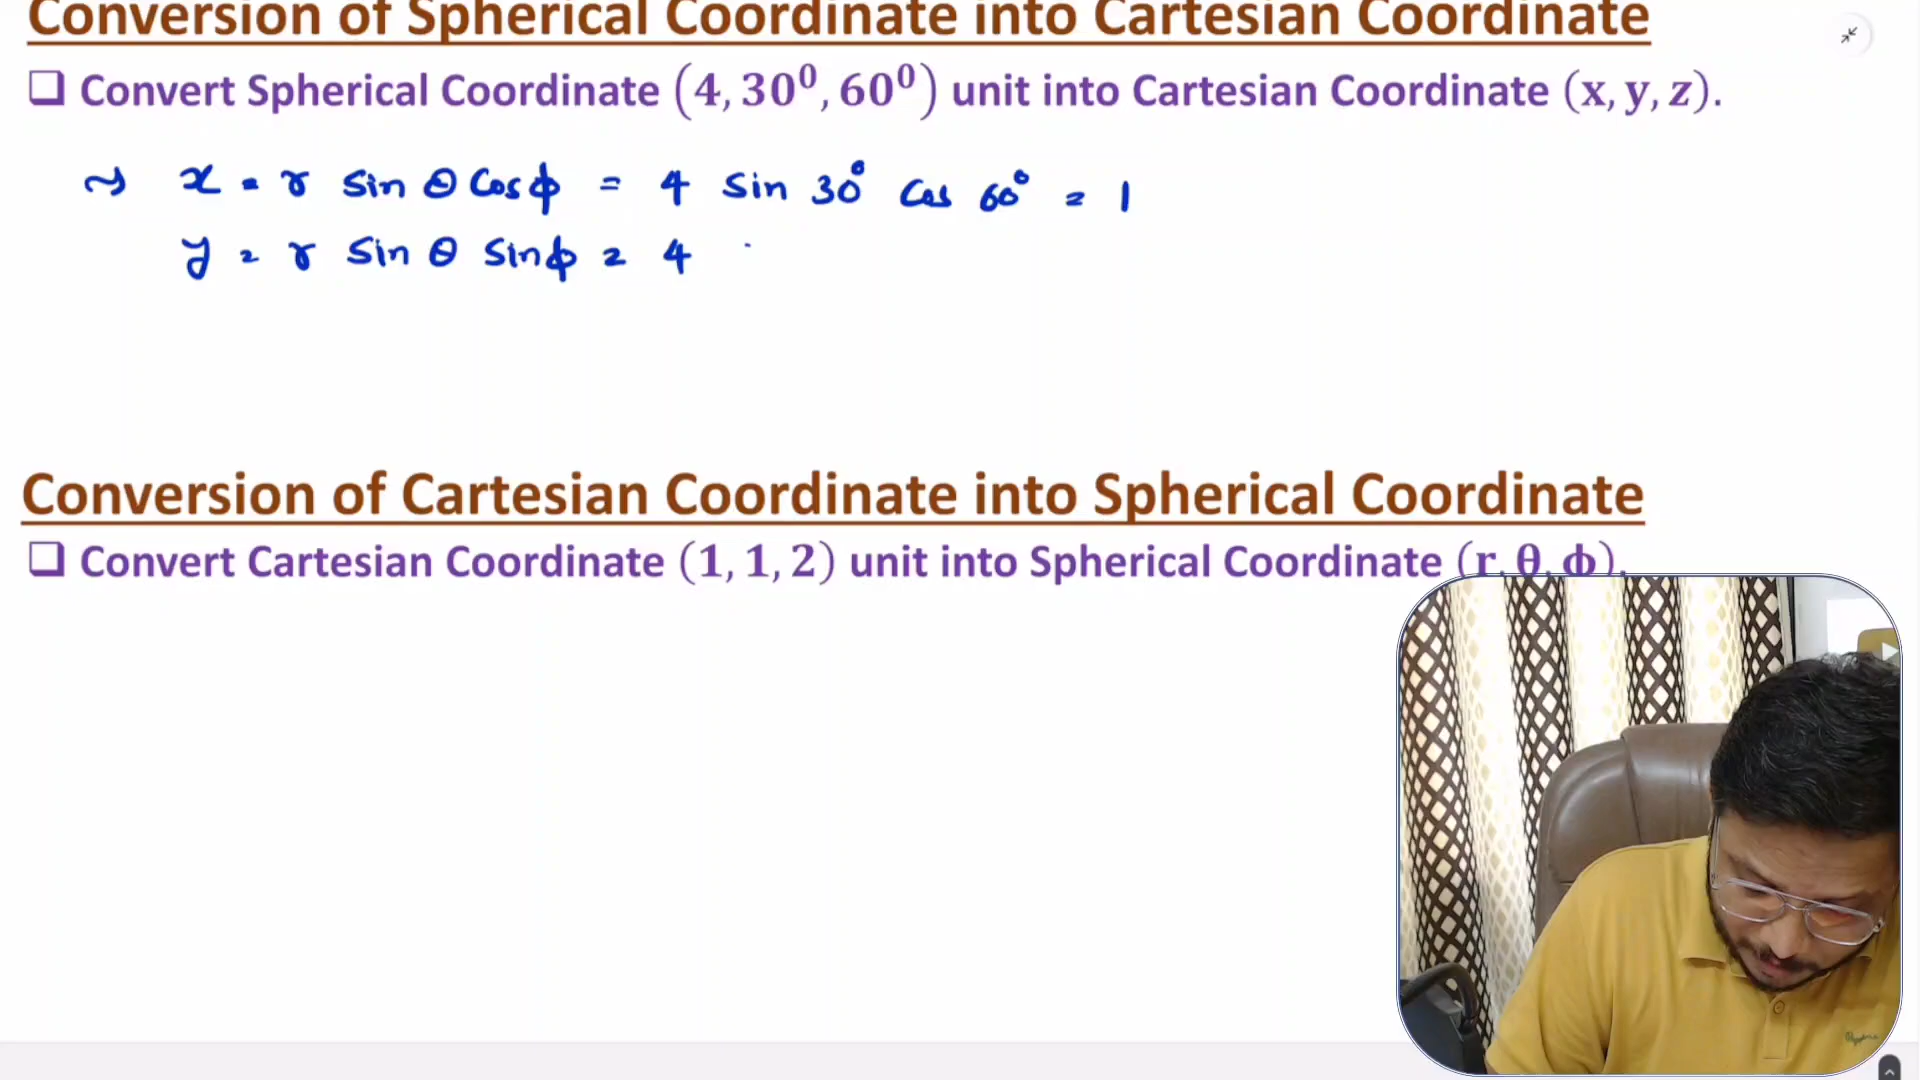 Conversion of Spherical Coordinate into Cartesian Coordinate
❑ Convert Spherical Coordinate (4, 30⁰, 60⁰) unit into Cartesian Coordinate (x, y, z).
⤳ x = r sin θ cos ϕ = 4 sin 30° cos 60° = 1
y = r sin θ sin ϕ = 4
Conversion of Cartesian Coordinate into Spherical Coordinate
❑ Convert Cartesian Coordinate (1, 1, 2) unit into Spherical Coordinate (r, θ, ϕ).